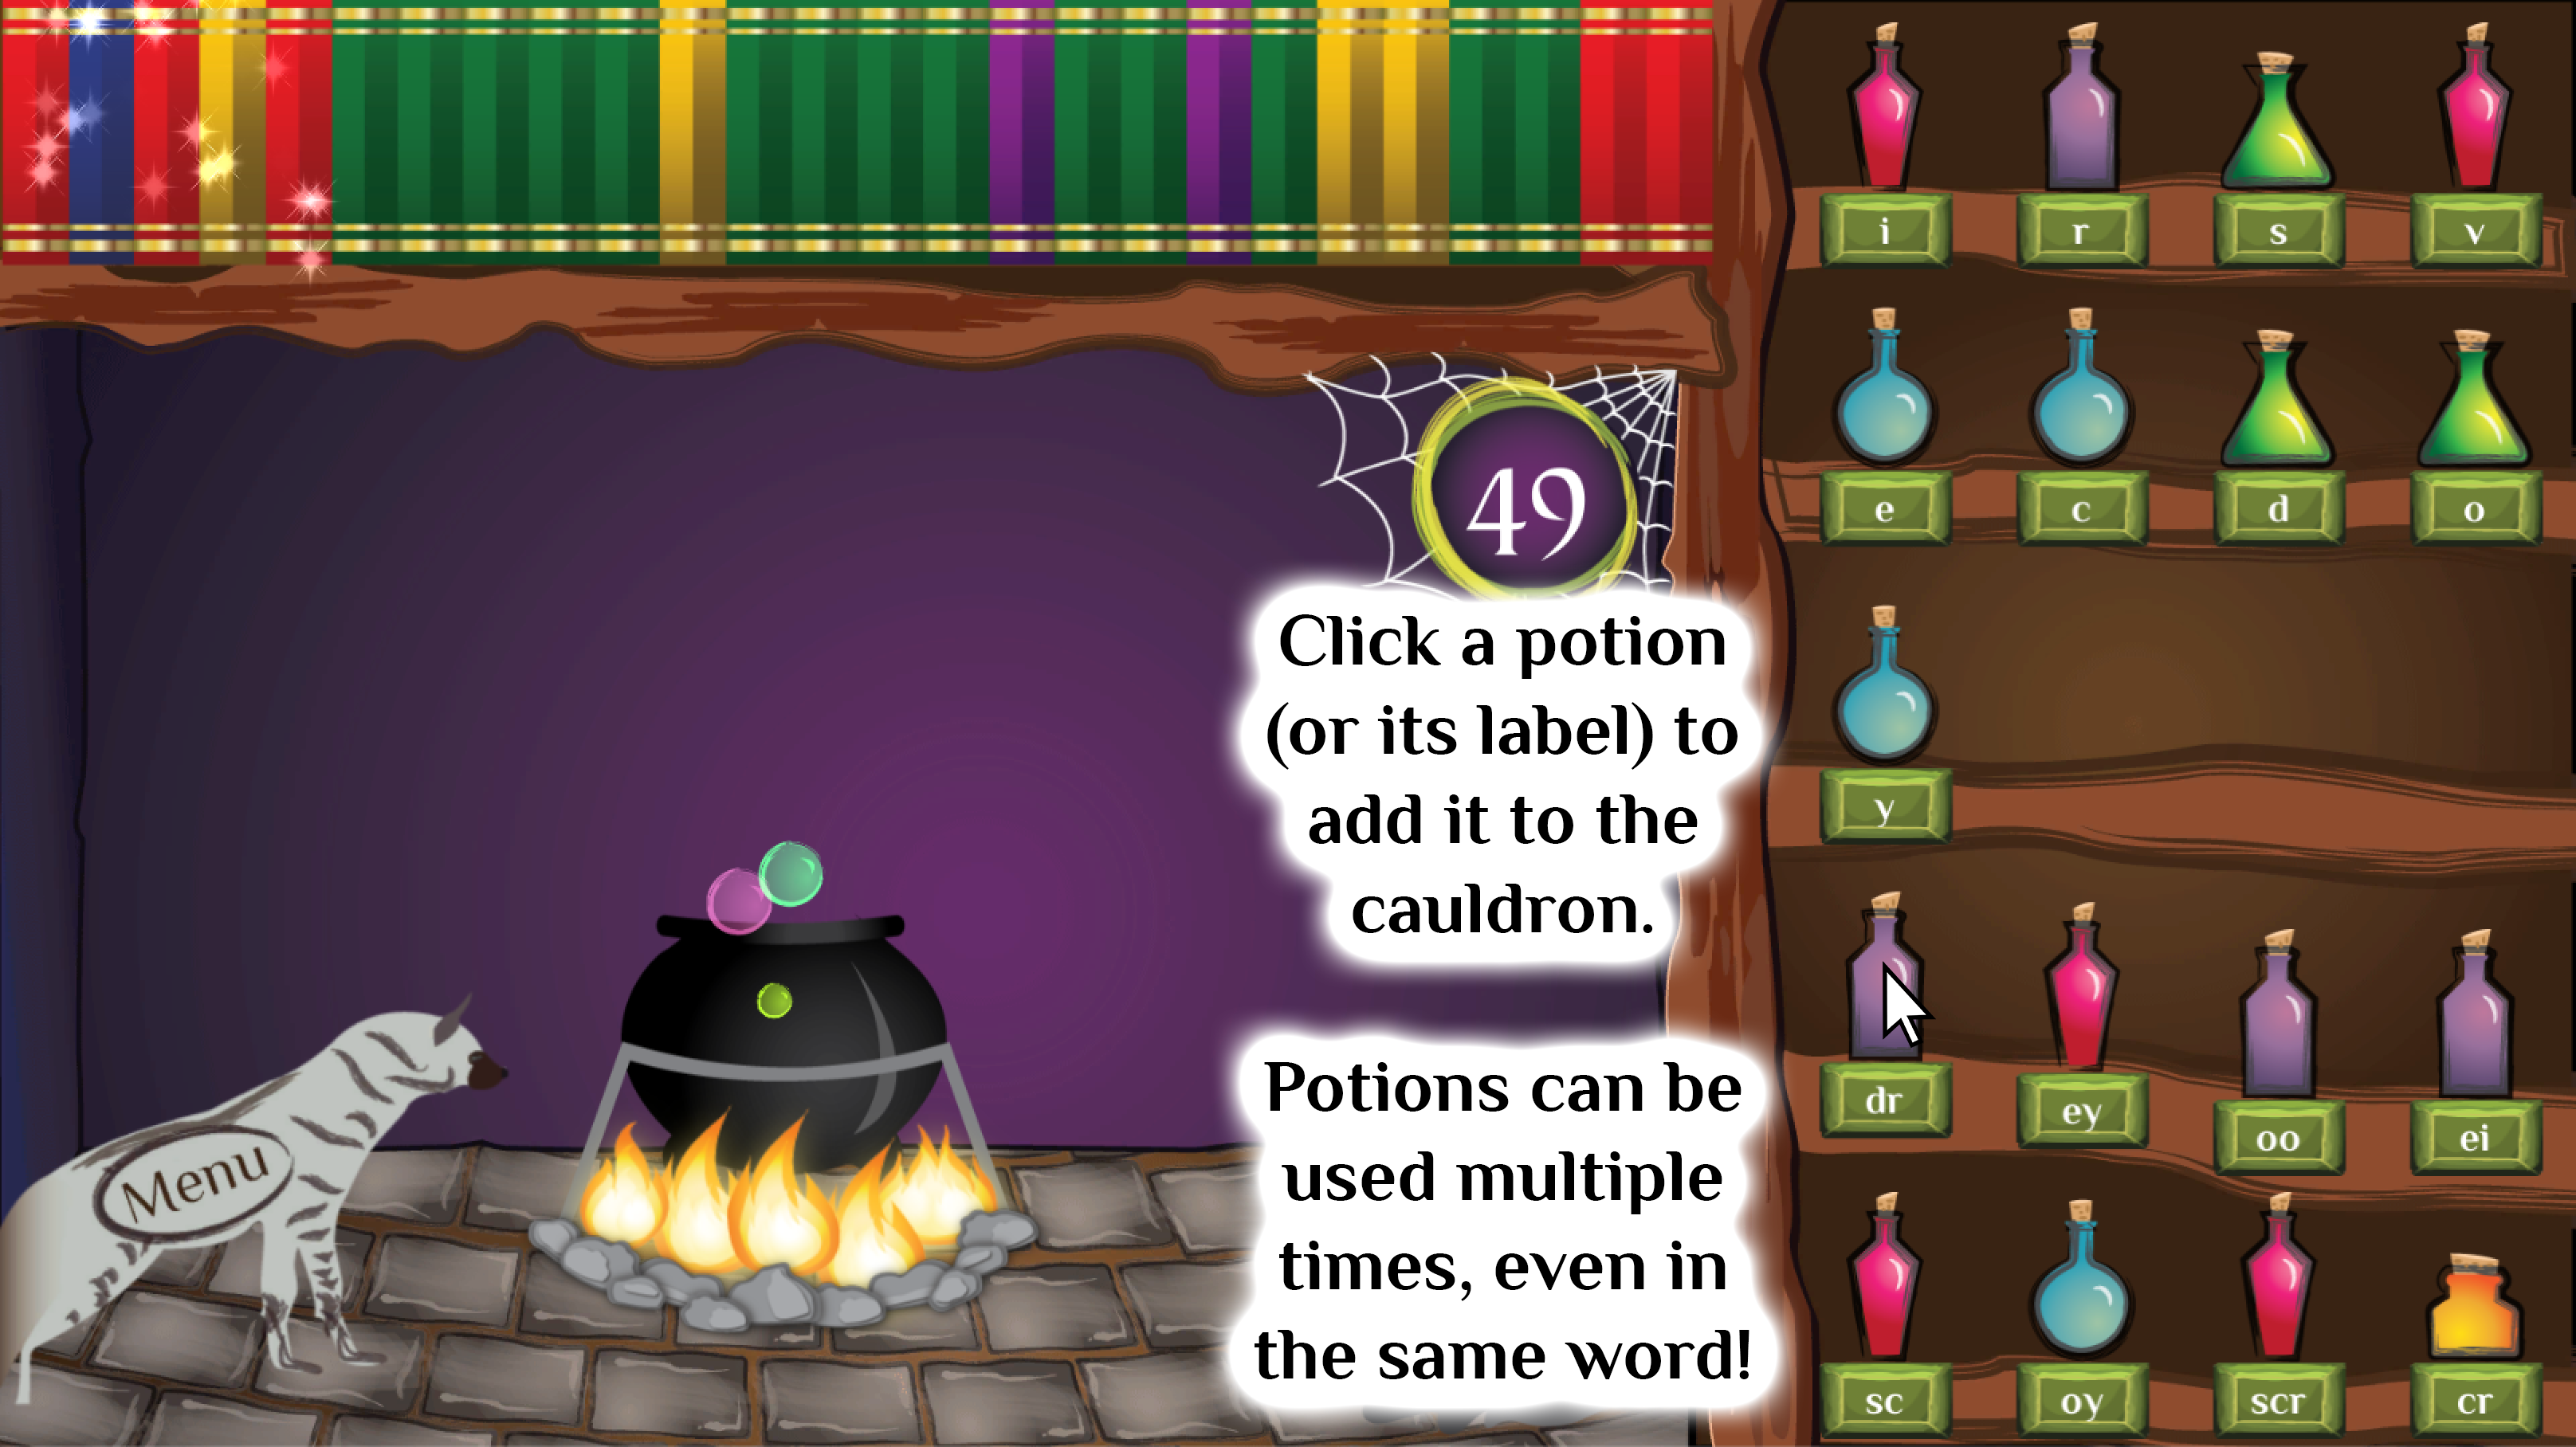 i r s v
49
e c d o
Click a potion
(or its label) to
add it to the
cauldron.
y
Potions can be
used multiple
times, even in
the same word!
Menu
dr ey oo ei
sc oy scr cr